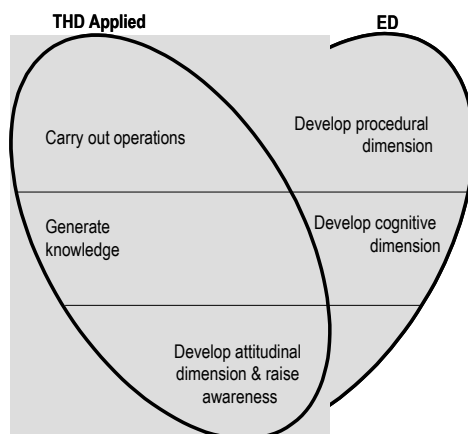 THD Applied
ED
Carry out operations
Develop procedural
dimension
Generate
knowledge
Develop cognitive
dimension
Develop attitudinal
dimension & raise
awareness